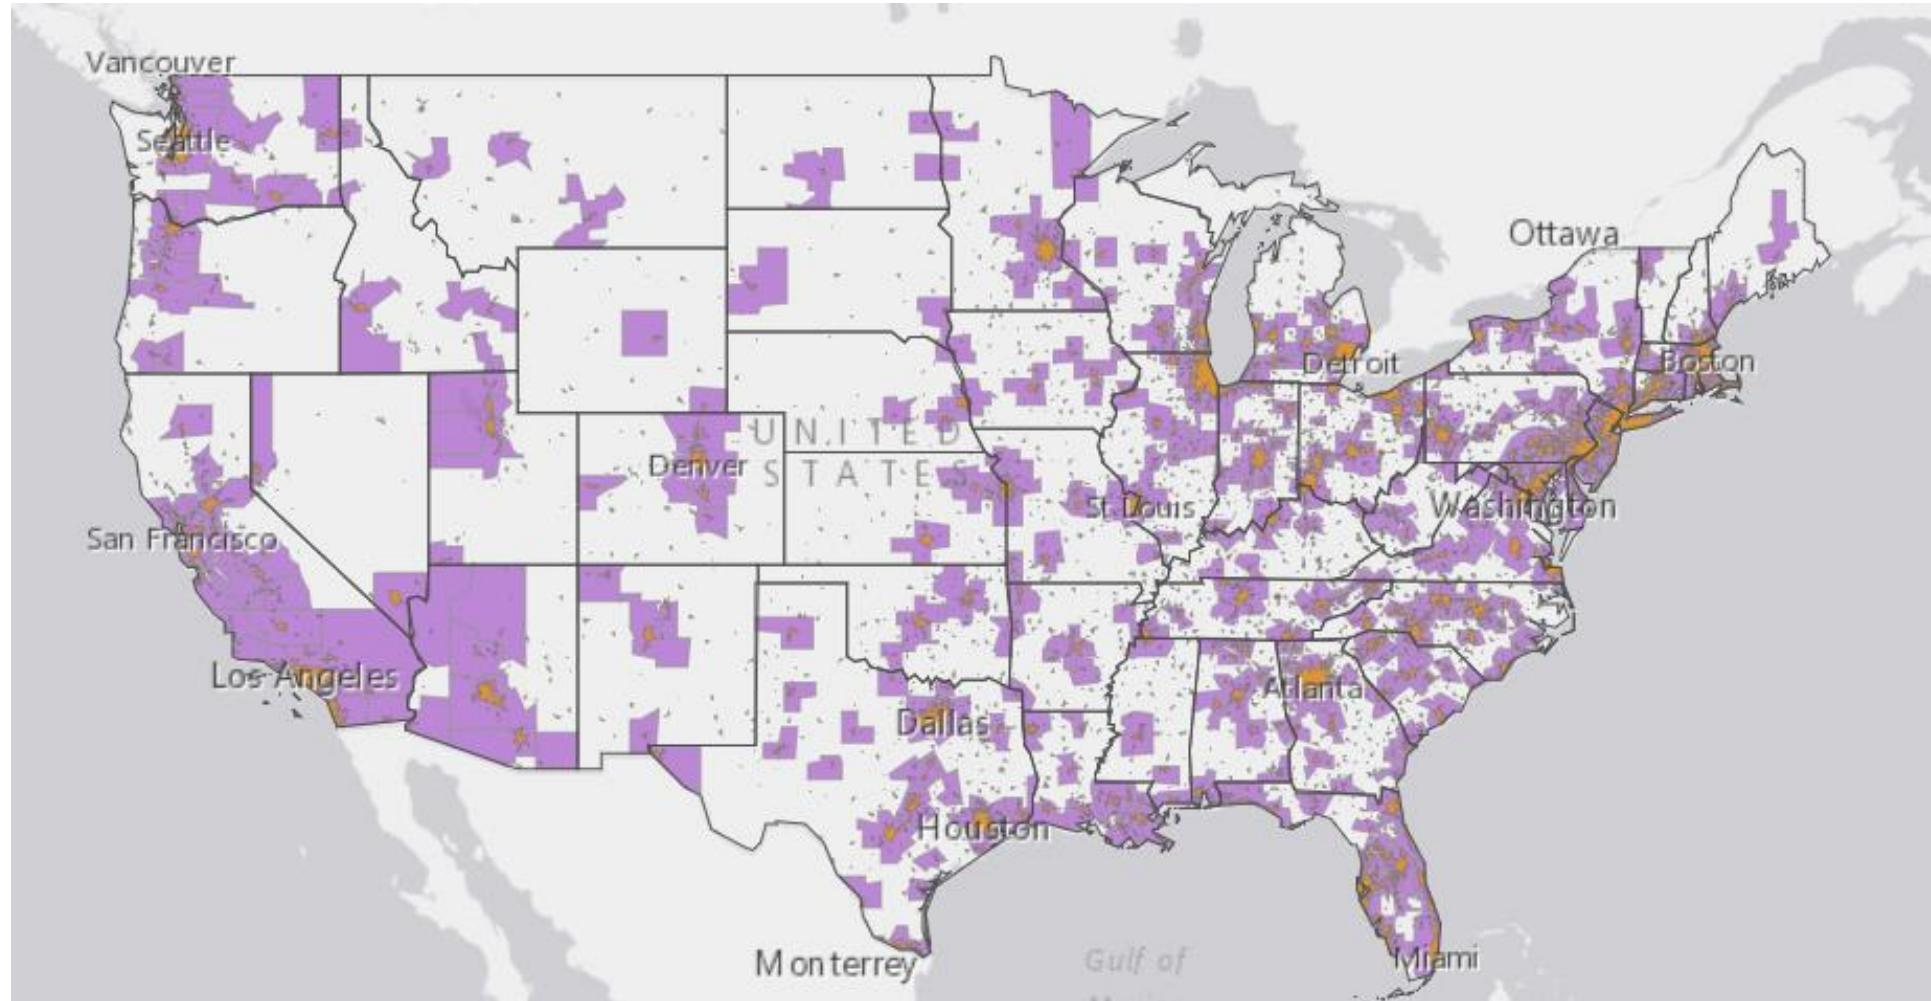 Vancouver
Seattle
Ottawa
Detroit
Boston
UNITED
STATES
Denver
St Louis
Washington
San Francisco
Los Angeles
Atlanta
Dallas
Houston
Monterrey
Gulf of
Miami